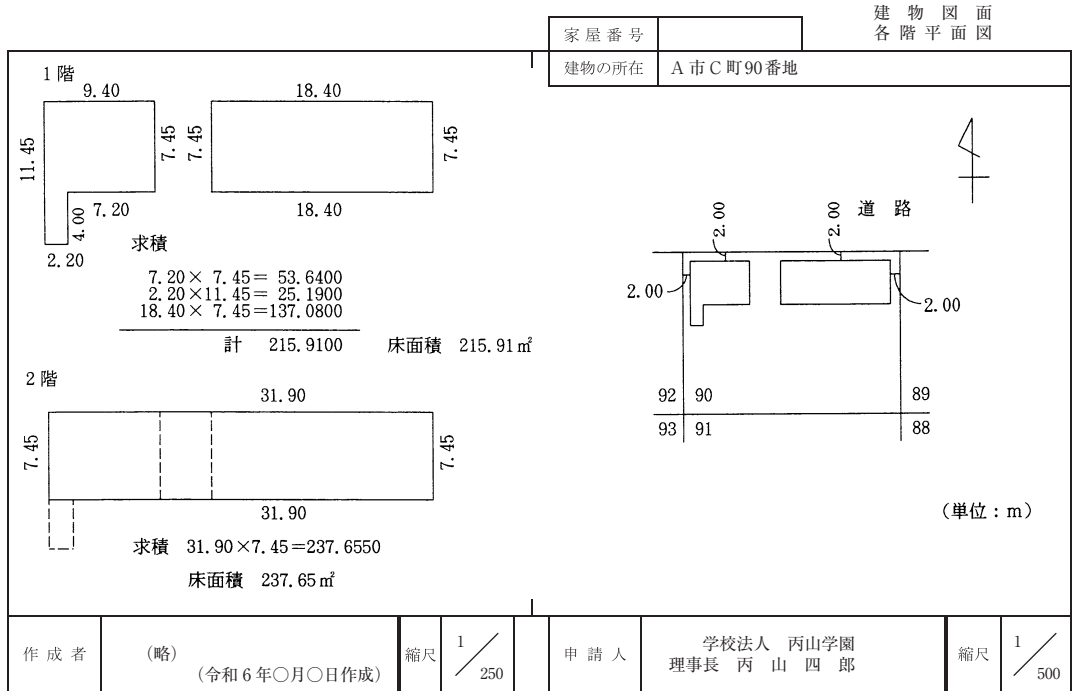 建物図面
各階平面図
家屋番号
建物の所在 A市C町90番地
1階
9.40
18.40
11.45
7.45
7.45
7.45
7.20
4.00
18.40
2.20
求積
7.20× 7.45= 53.6400
2.20×11.45= 25.1900
18.40× 7.45=137.0800
計 215.9100 床面積 215.91㎡
2階
31.90
7.45
7.45
31.90
求積 31.90×7.45=237.6550
床面積 237.65㎡
2.00
2.00
道路
2.00
2.00
92 90 89
93 91 88
(単位:m)
作成者 (略)
(令和6年○月○日作成)
縮尺 1/250
申請人 学校法人 丙山学園
理事長 丙山四郎
縮尺 1/500